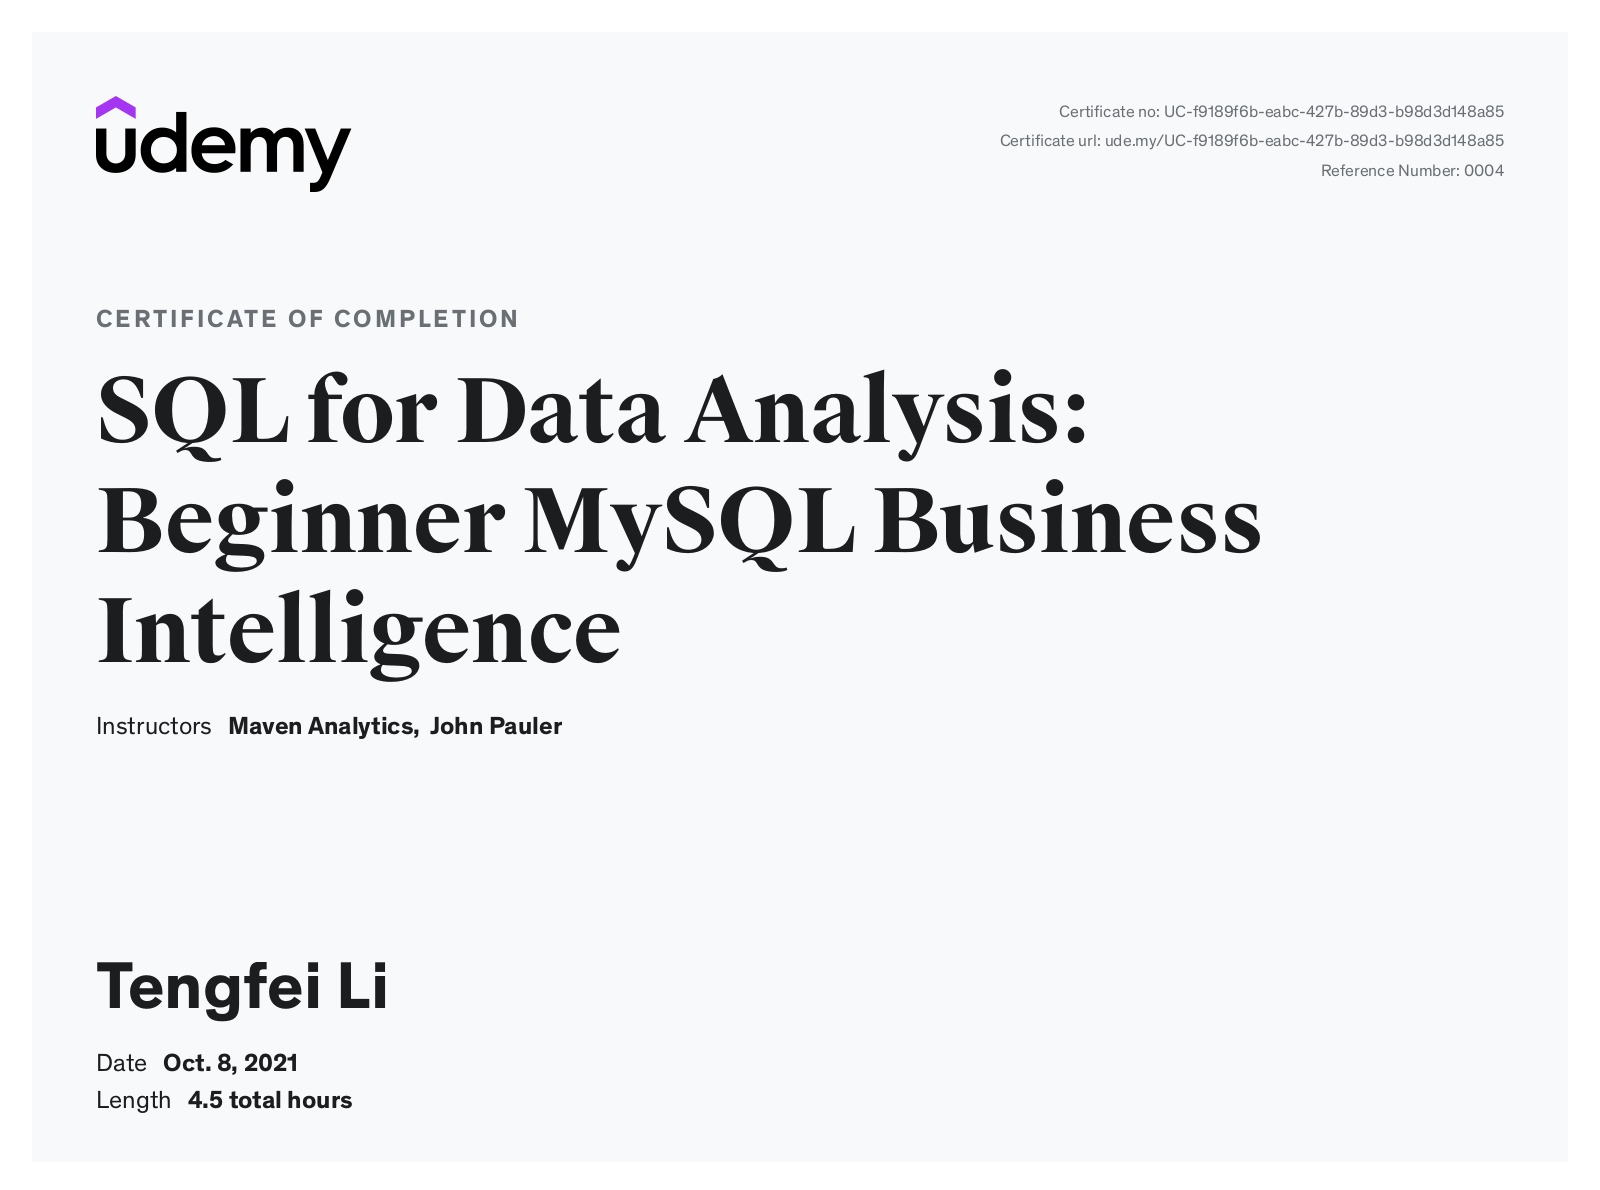 udemy
Certificate no: UC-f9189f6b-eabc-427b-89d3-b98d3d148a85
Certificate url: ude.my/UC-f9189f6b-eabc-427b-89d3-b98d3d148a85
Reference Number: 0004
CERTIFICATE OF COMPLETION
SQL for Data Analysis:
Beginner MySQL Business
Intelligence
Instructors Maven Analytics, John Pauler
Tengfei Li
Date Oct. 8, 2021
Length 4.5 total hours